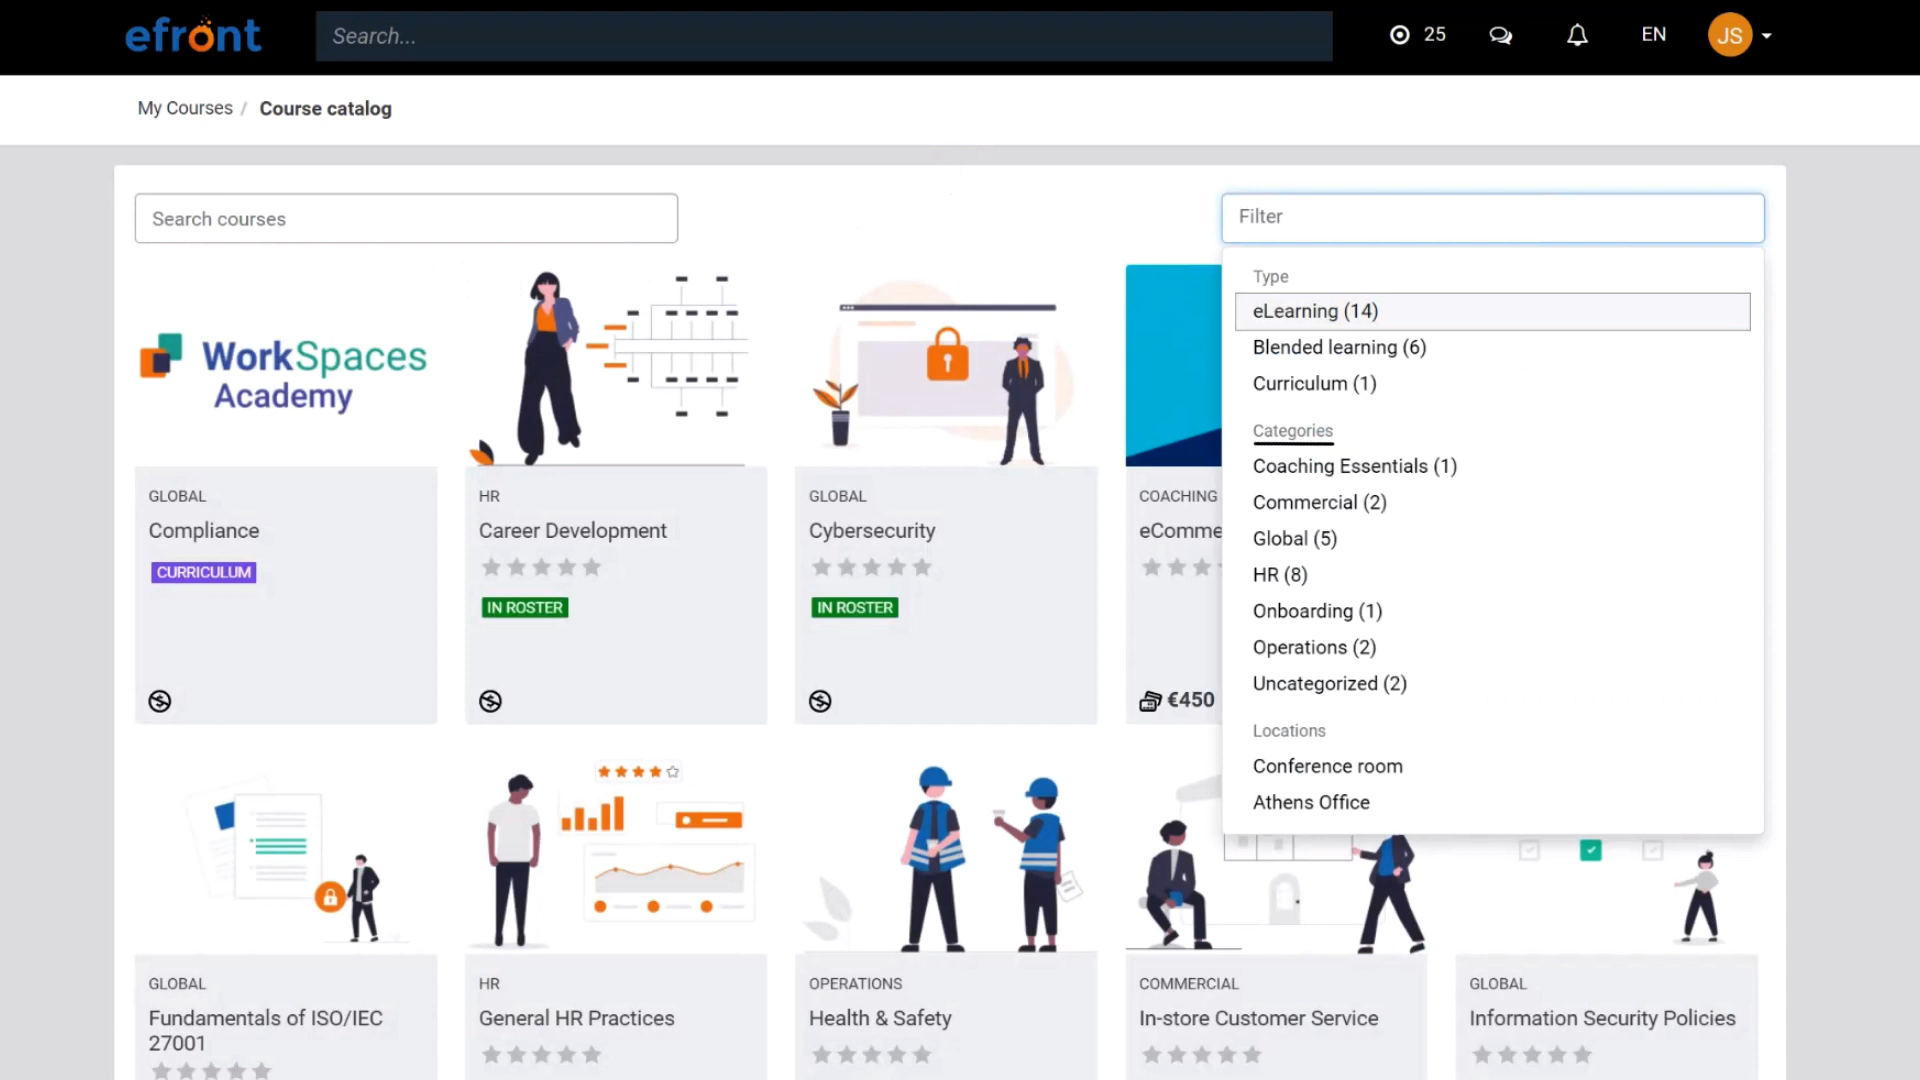 efront
Search...
25
EN
JS
My Courses / Course catalog
Search courses
Filter
Type
eLearning (14)
Blended learning (6)
Curriculum (1)
Categories
Coaching Essentials (1)
Commercial (2)
Global (5)
HR (8)
Onboarding (1)
Operations (2)
Uncategorized (2)
Locations
Conference room
Athens Office
WorkSpaces
Academy
GLOBAL
Compliance
CURRICULUM
HR
Career Development
IN ROSTER
GLOBAL
Cybersecurity
IN ROSTER
COACHING
eComme
€450
GLOBAL
Fundamentals of ISO/IEC
27001
HR
General HR Practices
OPERATIONS
Health & Safety
COMMERCIAL
In-store Customer Service
GLOBAL
Information Security Policies